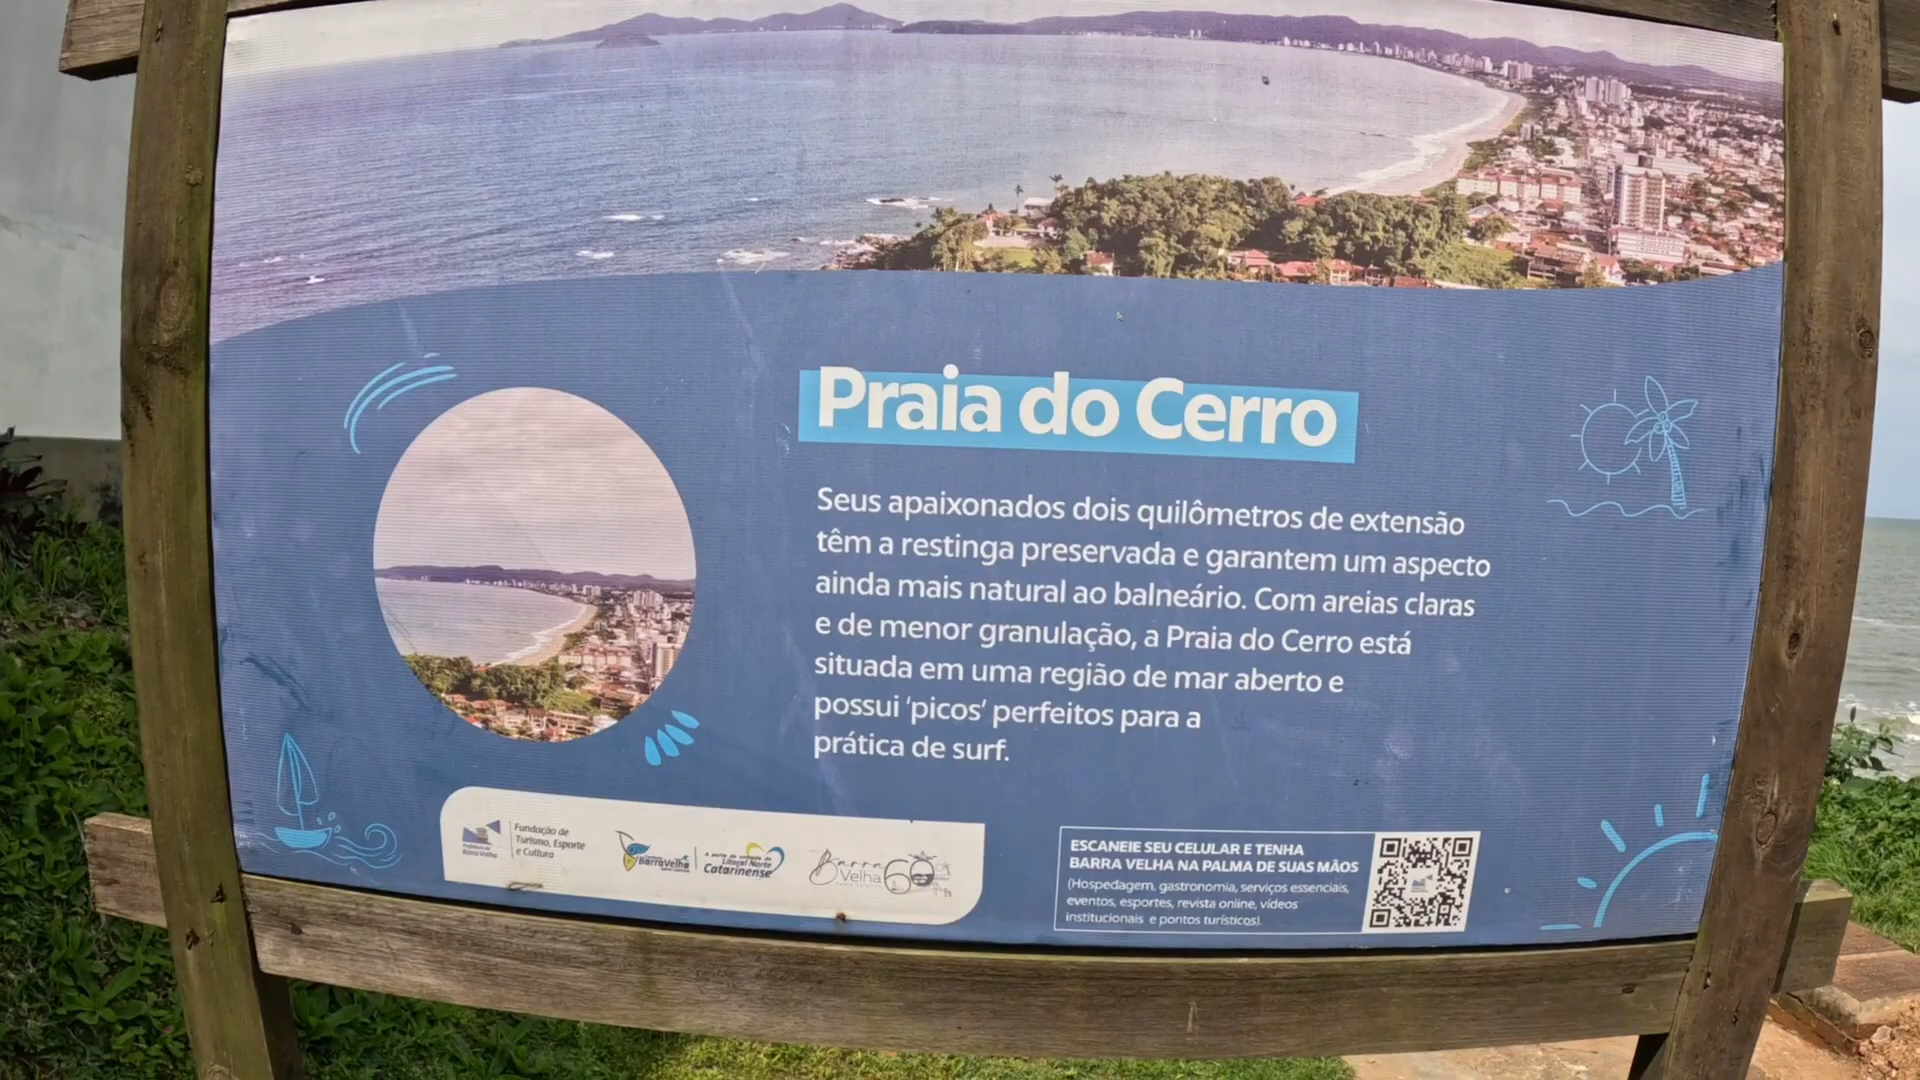 Praia do Cerro
Seus apaixonados dois quilômetros de extensão
têm a restinga preservada e garantem um aspecto
ainda mais natural ao balneário. Com areias claras
e de menor granulação, a Praia do Cerro está
situada em uma região de mar aberto e
possui 'picos' perfeitos para a
prática de surf.
Prefeitura de
Barra Velha
Fundação de
Turismo, Esporte
e Cultura
BarraVelha
Litoral Norte
Catarinense
Barra
Velha
60
ESCANEIE SEU CELULAR E TENHA
BARRA VELHA NA PALMA DE SUAS MÃOS
(Hospedagem, gastronomia, serviços essenciais,
eventos, esportes, revista online, vídeos
institucionais e pontos turísticos).